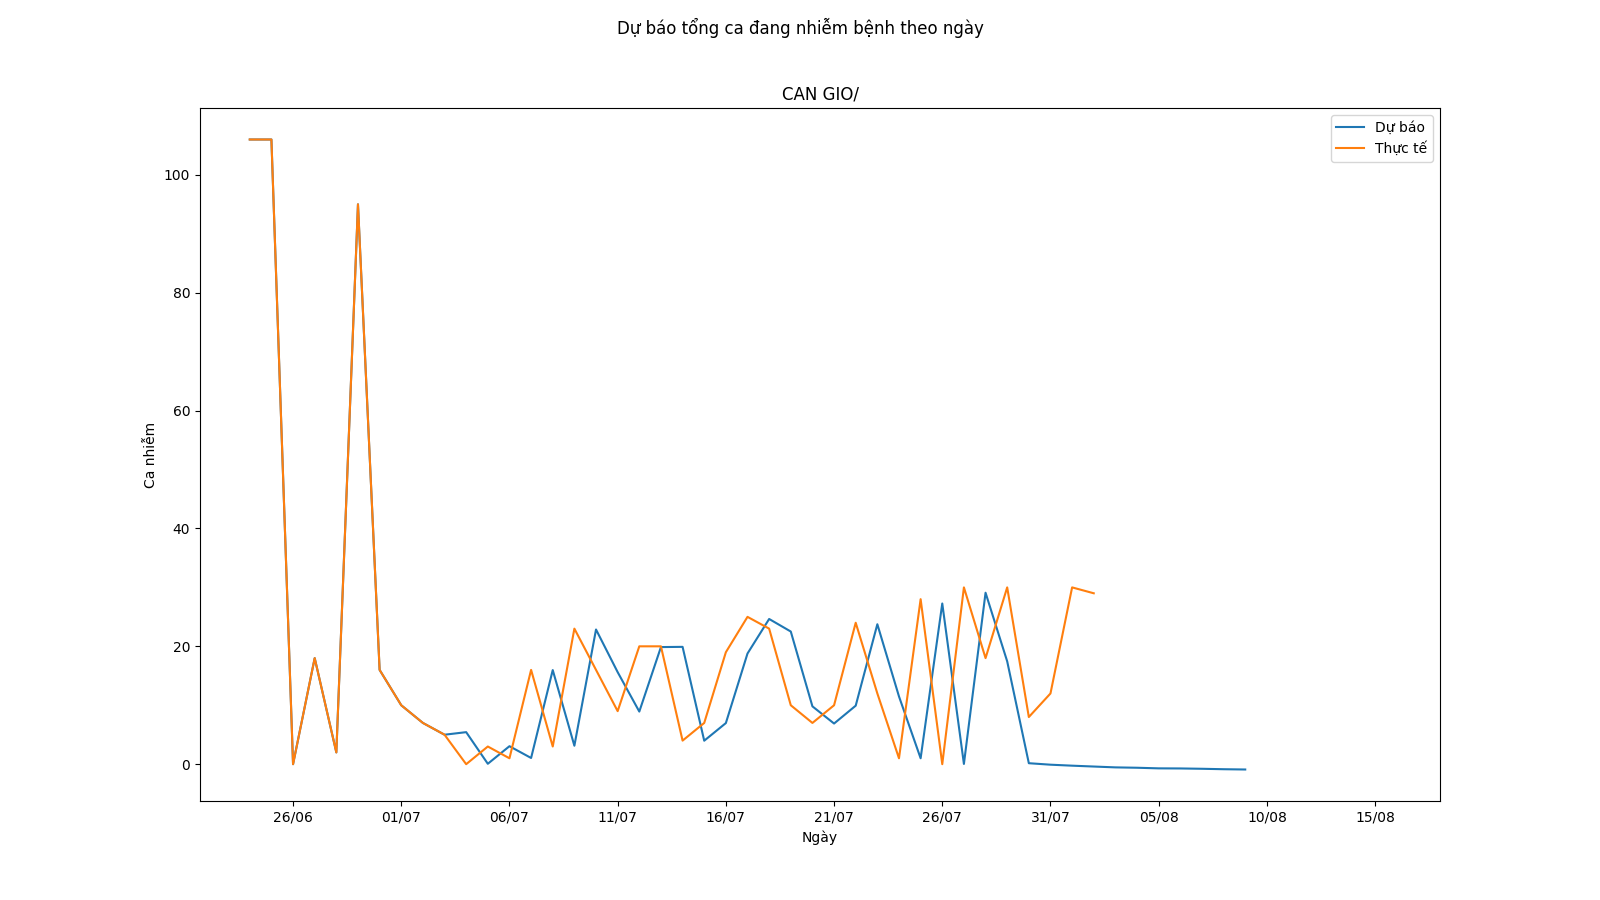 Dự báo tổng ca đang nhiễm bệnh theo ngày
CAN GIO/
Dự báo
Thực tế
100
80
60
40
20
0
Ca nhiễm
26/06 01/07 06/07 11/07 16/07 21/07 26/07 31/07 05/08 10/08 15/08
Ngày